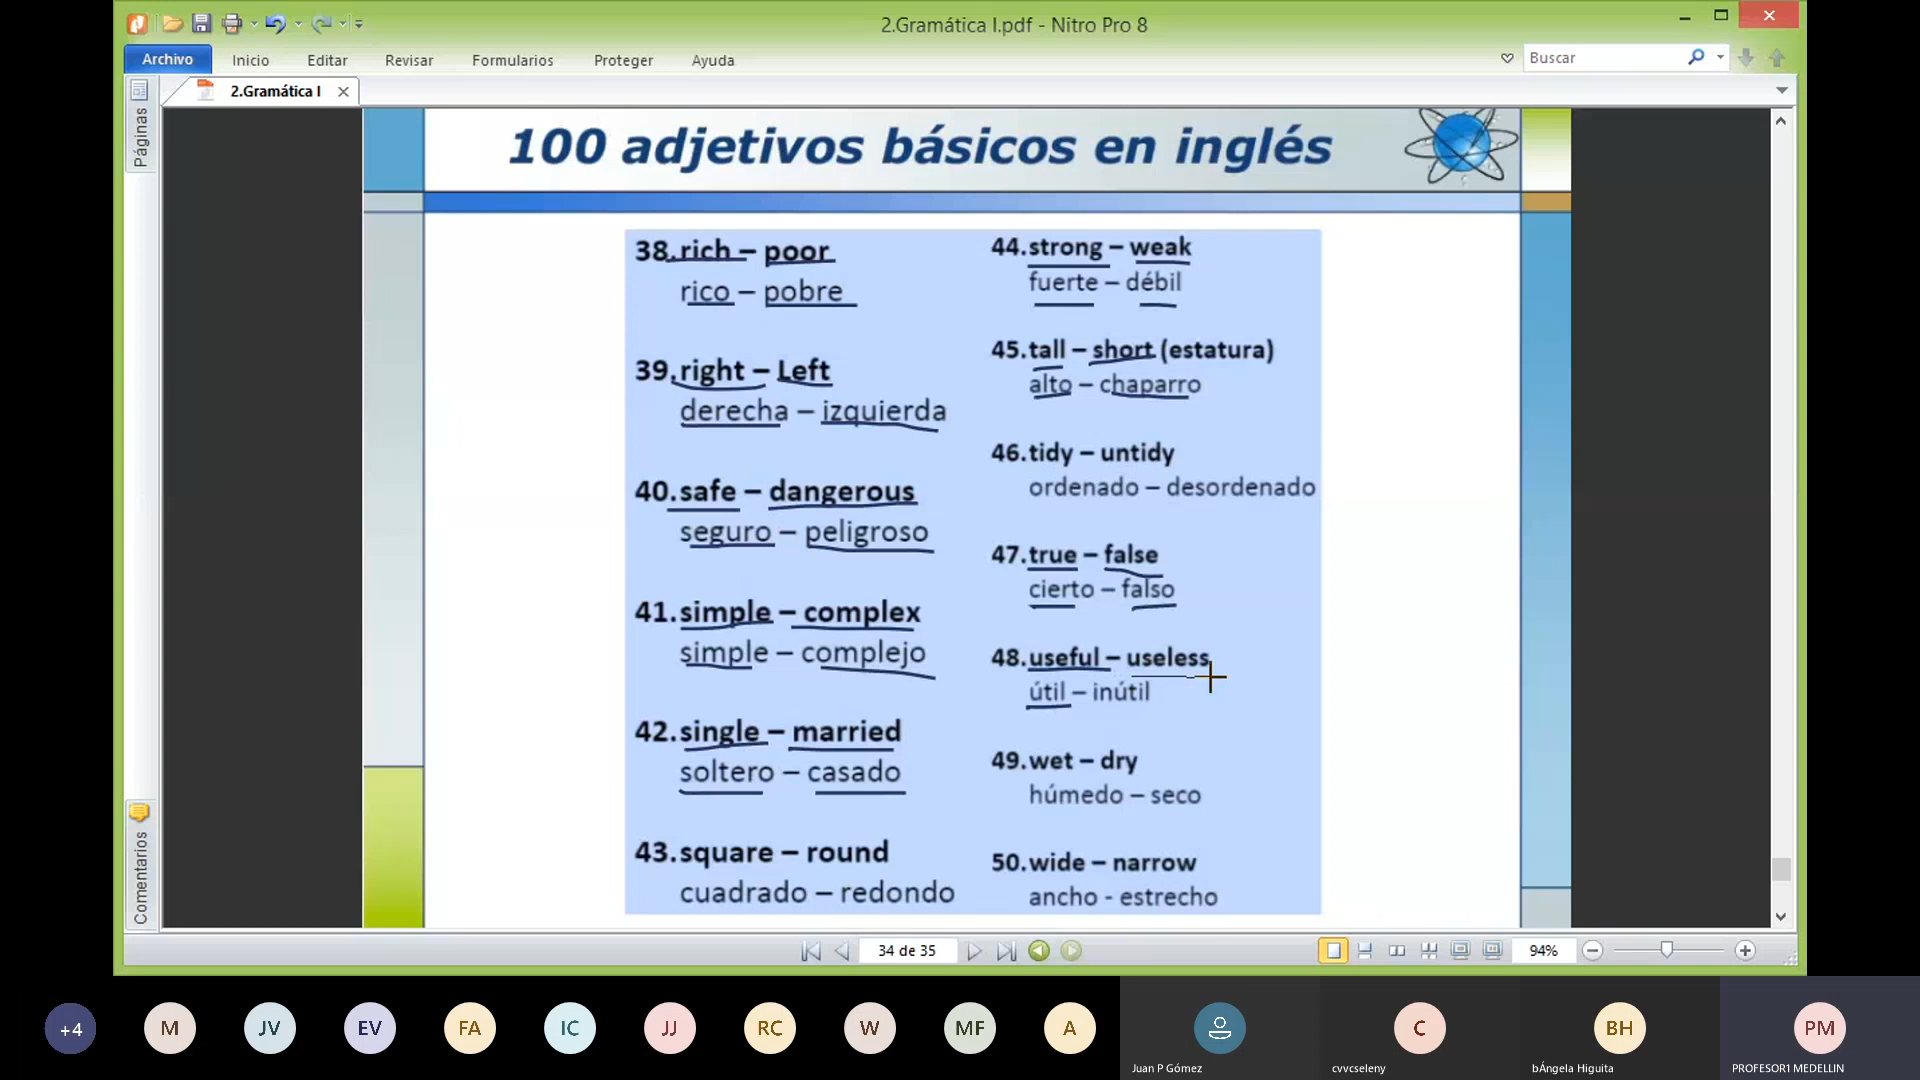 2.Gramática I.pdf - Nitro Pro 8
Archivo
Inicio
Editar
Revisar
Formularios
Proteger
Ayuda
Buscar
2.Gramática I
Páginas
100 adjetivos básicos en inglés
38.rich – poor
rico – pobre
39.right – Left
derecha – izquierda
40.safe – dangerous
seguro – peligroso
41.simple – complex
simple – complejo
42.single – married
soltero – casado
43.square – round
cuadrado – redondo
44.strong – weak
fuerte – débil
45.tall – short (estatura)
alto – chaparro
46.tidy – untidy
ordenado – desordenado
47.true – false
cierto – falso
48.useful – useless
útil – inútil
49.wet – dry
húmedo – seco
50.wide – narrow
ancho - estrecho
Comentarios
34 de 35
94%
+4
M
JV
EV
FA
IC
JJ
RC
W
MF
A
Juan P Gómez
C
cvvcseleny
BH
bÁngela Higuita
PM
PROFESOR1 MEDELLIN